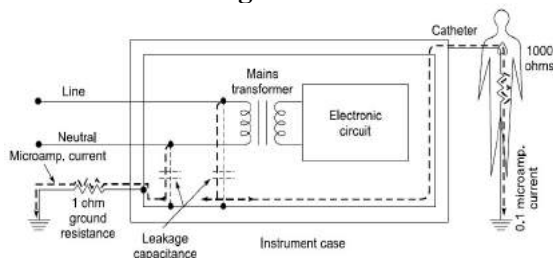 Catheter
1000
ohms
Mains
transformer
Line
Electronic
circuit
Neutral
Microamp, current
1 ohm
ground
resistance
Leakage
capacitance
Instrument case
0.1 microamp.
current